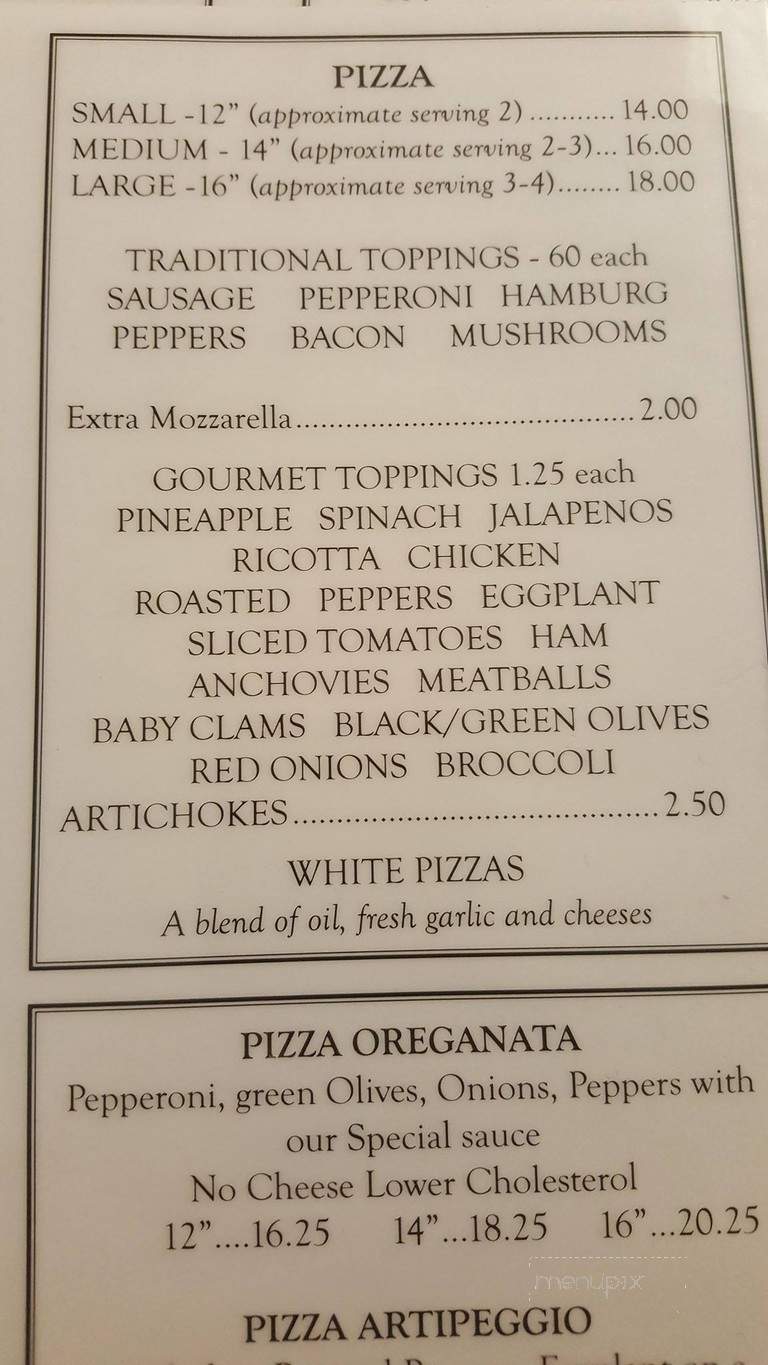 PIZZA
SMALL -12” (approximate serving 2) ........... 14.00
MEDIUM - 14” (approximate serving 2-3)... 16.00
LARGE -16” (approximate serving 3-4)........ 18.00
TRADITIONAL TOPPINGS - 60 each
SAUSAGE PEPPERONI HAMBURG
PEPPERS BACON MUSHROOMS
Extra Mozzarella........................................2.00
GOURMET TOPPINGS 1.25 each
PINEAPPLE SPINACH JALAPENOS
RICOTTA CHICKEN
ROASTED PEPPERS EGGPLANT
SLICED TOMATOES HAM
ANCHOVIES MEATBALLS
BABY CLAMS BLACK/GREEN OLIVES
RED ONIONS BROCCOLI
ARTICHOKES.......................................2.50
WHITE PIZZAS
A blend of oil, fresh garlic and cheeses
PIZZA OREGANATA
Pepperoni, green Olives, Onions, Peppers with
our Special sauce
No Cheese Lower Cholesterol
12”....16.25 14”...18.25 16”...20.25
menupix
PIZZA ARTIPEGGIO